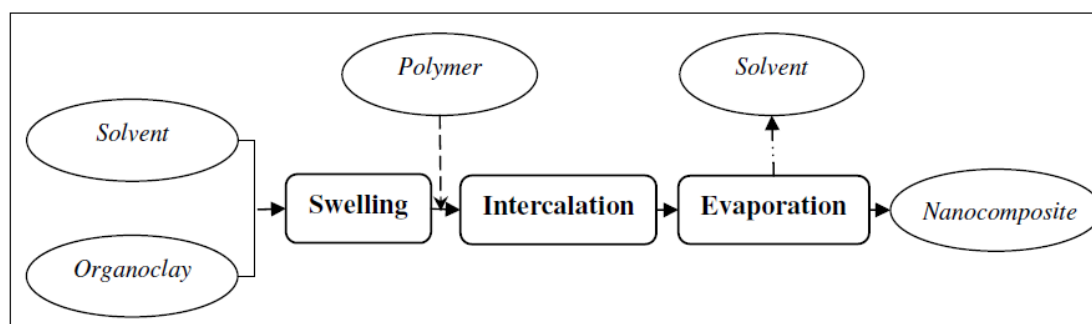 Polymer
Solvent
Solvent
Swelling
Intercalation
Evaporation
Nanocomposite
Organoclay